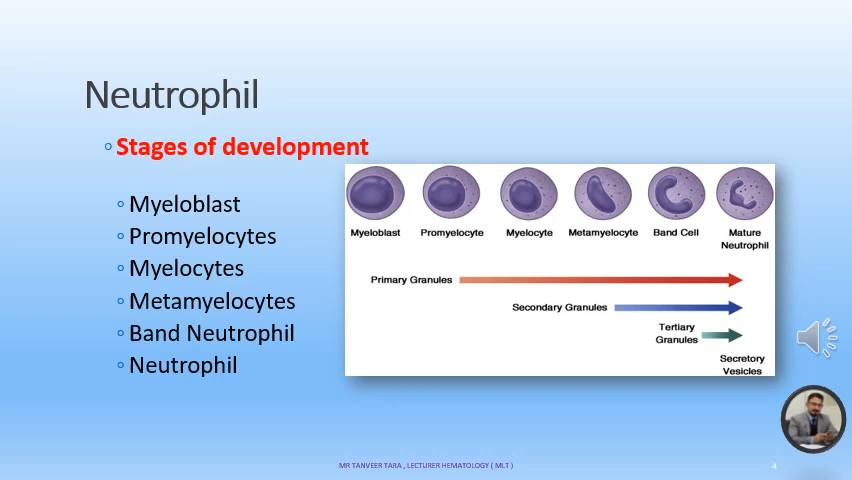 Neutrophil
Stages of development
Myeloblast
Promyelocytes
Myelocytes
Metamyelocytes
Band Neutrophil
Neutrophil
Myeloblast Promyelocyte Myelocyte Metamyelocyte Band Cell Mature
Neutrophil
Primary Granules
Secondary Granules
Tertiary
Granules
Secretory
Vesicles
MR TANVEER TARA , LECTURER HEMATOLOGY ( MLT )
4